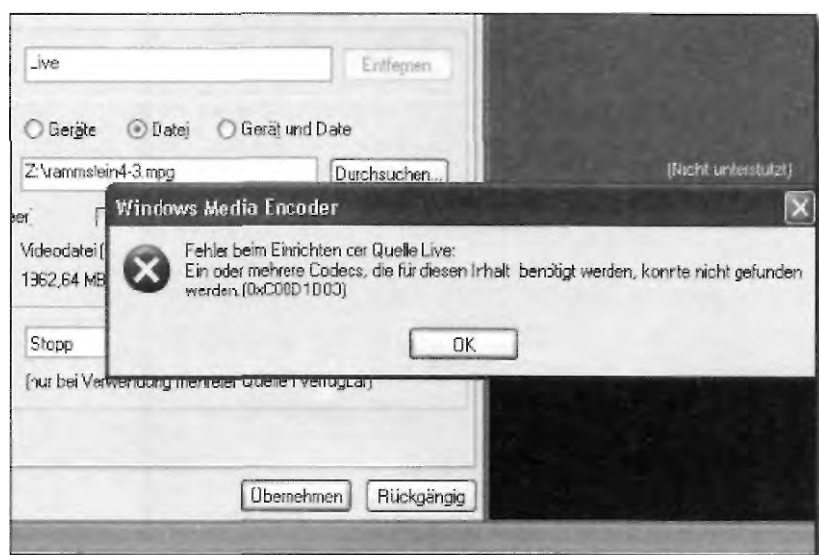 Live
Entfernen
Geräte
Datei
Gerät und Date
Z:\rammstein4-3.mpg
Durchsuchen...
(Nicht unterstützt)
Windows Media Encoder
Videodatei (
1962,64 MB
Fehler beim Einrichten der Quelle Live:
Ein oder mehrere Codecs, die für diesen Inhalt benötigt werden, konnte nicht gefunden
werden.(0xC00D1B03)
OK
Stopp
(nur bei Verwendung mehrerer Quellen verfügbar)
Übernehmen
Rückgängig